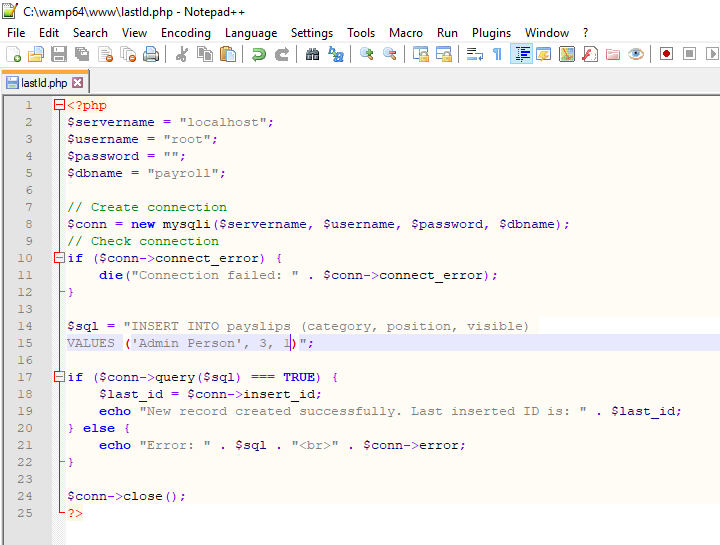 C:\wamp64\www\lastId.php - Notepad++
File Edit Search View Encoding Language Settings Tools Macro Run Plugins Window ?
lastId.php
1 <?php
2 $servername = "localhost";
3 $username = "root";
4 $password = "";
5 $dbname = "payroll";
6
7 // Create connection
8 $conn = new mysqli($servername, $username, $password, $dbname);
9 // Check connection
10 if ($conn->connect_error) {
11     die("Connection failed: " . $conn->connect_error);
12 }
13
14 $sql = "INSERT INTO payslips (category, position, visible)
15 VALUES ('Admin Person', 3, 1)";
16
17 if ($conn->query($sql) === TRUE) {
18     $last_id = $conn->insert_id;
19     echo "New record created successfully. Last inserted ID is: " . $last_id;
20 } else {
21     echo "Error: " . $sql . "<br>" . $conn->error;
22 }
23
24 $conn->close();
25 ?>